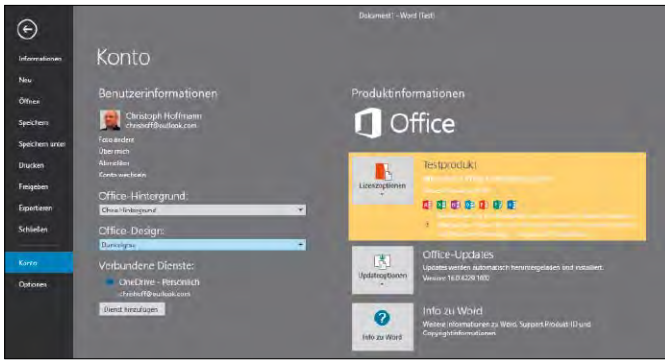 Dokument1 - Word (Test)
Informationen
Neu
Öffnen
Speichern
Speichern unter
Drucken
Freigeben
Exportieren
Schließen
Konto
Optionen
Konto
Benutzerinformationen
Christoph Hoffmann
Foto ändern
Über mich
Abmelden
Konto wechseln
Office-Hintergrund:
Ohne Hintergrund
Office-Design:
Dunkelgrau
Verbundene Dienste:
OneDrive - Persönlich
Dienst hinzufügen
Produktinformationen
Office
Lizenzoptionen
Testprodukt
Updateoptionen
Office-Updates
Updates werden automatisch heruntergeladen und installiert.
Info zu Word
Info zu Word
Weitere Informationen zu Word, Support, Produkt-ID und
Copyrightinformationen